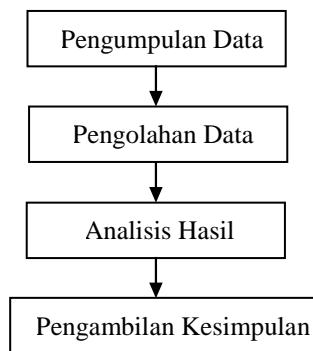 Pengumpulan Data
Pengolahan Data
Analisis Hasil
Pengambilan Kesimpulan